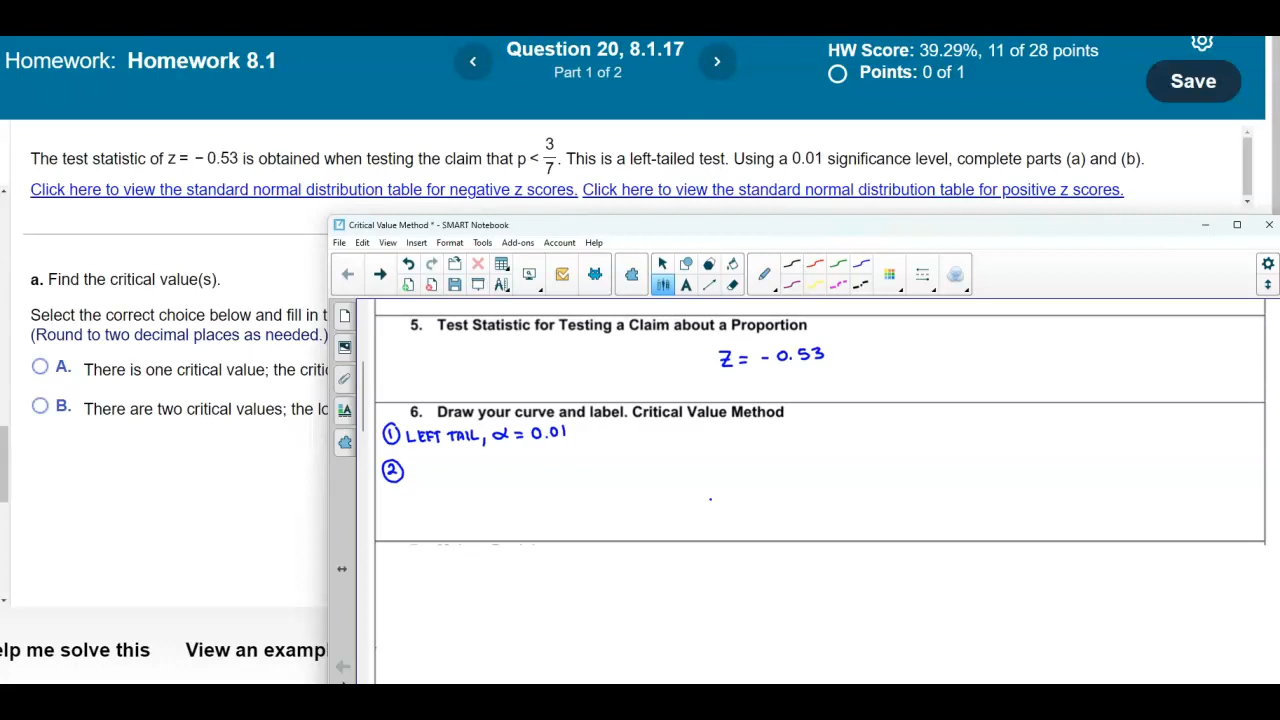 Homework: Homework 8.1
Question 20, 8.1.17
Part 1 of 2
HW Score: 39.29%, 11 of 28 points
Points: 0 of 1
Save
The test statistic of z = − 0.53 is obtained when testing the claim that p < 3/7. This is a left-tailed test. Using a 0.01 significance level, complete parts (a) and (b).
Click here to view the standard normal distribution table for negative z scores. Click here to view the standard normal distribution table for positive z scores.
Critical Value Method * - SMART Notebook
File Edit View Insert Format Tools Add-ons Account Help
a. Find the critical value(s).
Select the correct choice below and fill in t
(Round to two decimal places as needed.)
A. There is one critical value; the criti
B. There are two critical values; the lo
5. Test Statistic for Testing a Claim about a Proportion
Z = - 0.53
6. Draw your curve and label. Critical Value Method
① LEFT TAIL, α = 0.01
②
elp me solve this
View an examp